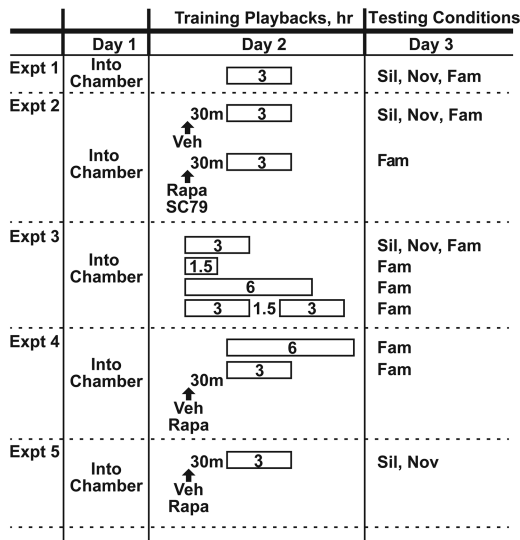 Training Playbacks, hr Testing Conditions
Day 1 Day 2 Day 3
Expt 1 Into Chamber 3 Sil, Nov, Fam
Expt 2 30m 3 Sil, Nov, Fam
Veh
Into Chamber 30m 3 Fam
Rapa
SC79
Expt 3 3 Sil, Nov, Fam
Into Chamber 1.5 Fam
6 Fam
3 1.5 3 Fam
Expt 4 6 Fam
Into Chamber 30m 3 Fam
Veh
Rapa
Expt 5 30m 3 Sil, Nov
Into Chamber
Veh
Rapa